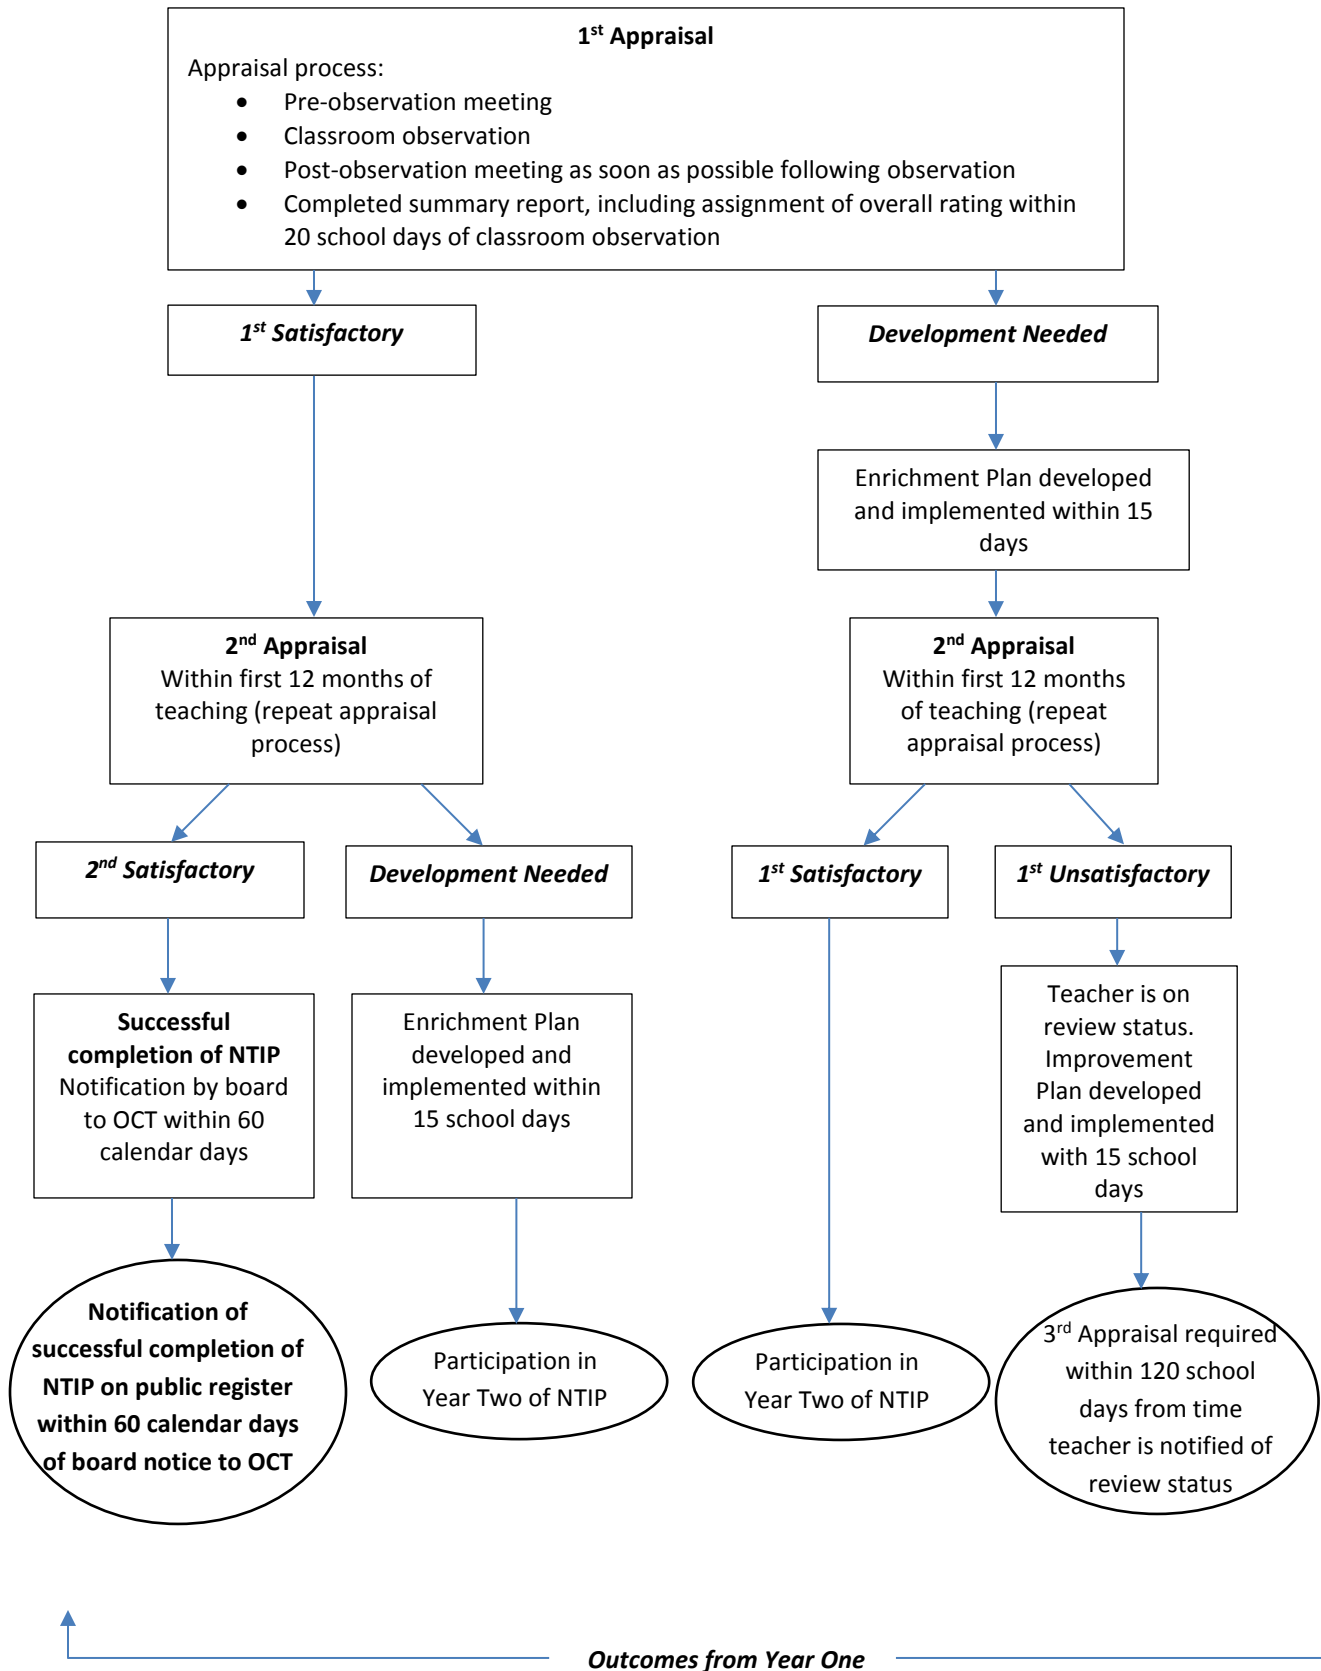 1st Appraisal
Appraisal process:
• Pre-observation meeting
• Classroom observation
• Post-observation meeting as soon as possible following observation
• Completed summary report, including assignment of overall rating within
20 school days of classroom observation
1st Satisfactory
Development Needed
Enrichment Plan developed
and implemented within 15
days
2nd Appraisal
Within first 12 months of
teaching (repeat appraisal
process)
2nd Appraisal
Within first 12 months
of teaching (repeat
appraisal process)
2nd Satisfactory
Development Needed
1st Satisfactory
1st Unsatisfactory
Successful
completion of NTIP
Notification by board
to OCT within 60
calendar days
Enrichment Plan
developed and
implemented within
15 school days
Teacher is on
review status.
Improvement
Plan developed
and implemented
with 15 school
days
Notification of
successful completion of
NTIP on public register
within 60 calendar days
of board notice to OCT
Participation in
Year Two of NTIP
Participation in
Year Two of NTIP
3rd Appraisal required
within 120 school
days from time
teacher is notified of
review status
Outcomes from Year One